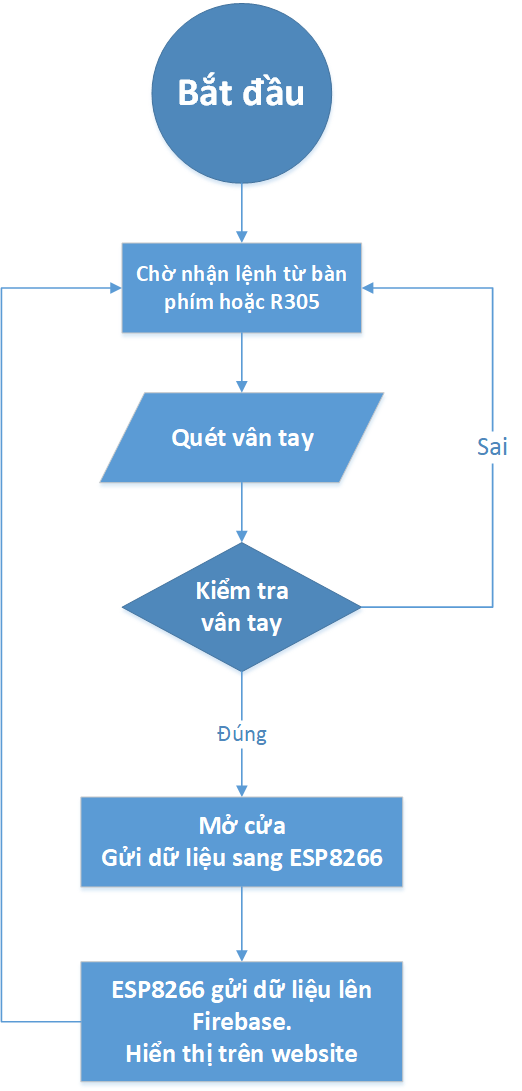 Bắt đầu
Chờ nhận lệnh từ bàn
phím hoặc R305
Quét vân tay
Sai
Kiểm tra
vân tay
Đúng
Mở cửa
Gửi dữ liệu sang ESP8266
ESP8266 gửi dữ liệu lên
Firebase.
Hiển thị trên website